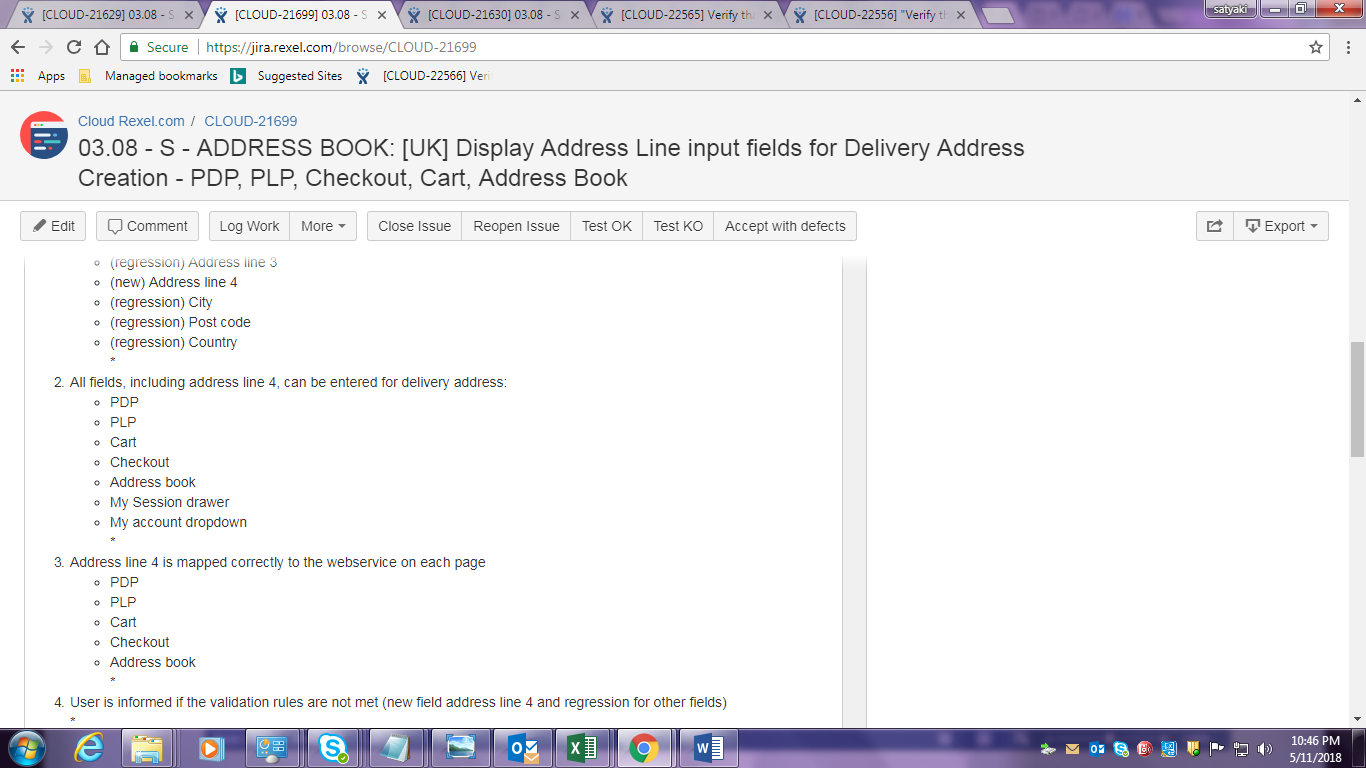 [CLOUD-21629] 03.08 - S
[CLOUD-21699] 03.08 - S
[CLOUD-21630] 03.08 - S
[CLOUD-22565] Verify th
[CLOUD-22556] "Verify th
satyaki
Secure https://jira.rexel.com/browse/CLOUD-21699
Apps Managed bookmarks Suggested Sites [CLOUD-22566] Veri
Cloud Rexel.com / CLOUD-21699
03.08 - S - ADDRESS BOOK: [UK] Display Address Line input fields for Delivery Address
Creation - PDP, PLP, Checkout, Cart, Address Book
Edit Comment Log Work More Close Issue Reopen Issue Test OK Test KO Accept with defects Export
(regression) Address line 3
(new) Address line 4
(regression) City
(regression) Post code
(regression) Country
*
2. All fields, including address line 4, can be entered for delivery address:
PDP
PLP
Cart
Checkout
Address book
My Session drawer
My account dropdown
*
3. Address line 4 is mapped correctly to the webservice on each page
PDP
PLP
Cart
Checkout
Address book
*
4. User is informed if the validation rules are not met (new field address line 4 and regression for other fields)
*
10:46 PM
5/11/2018